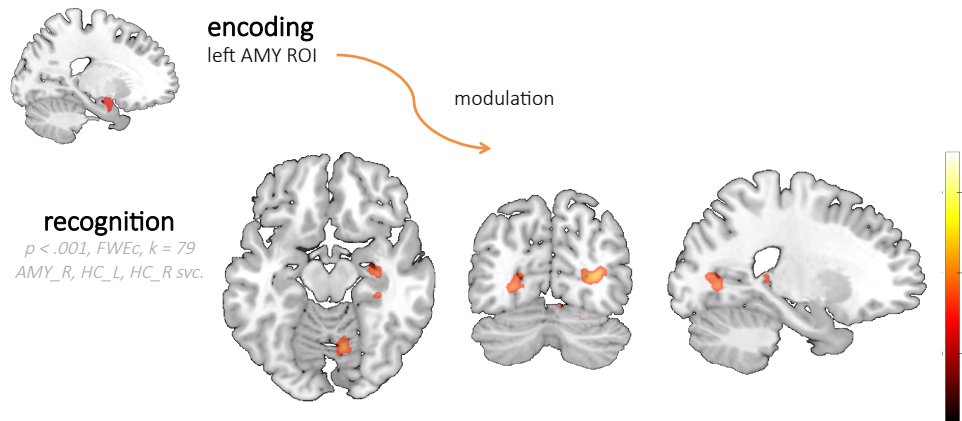 encoding
left AMY ROI
modulation
recognition
p < .001, FWEc, k = 79
AMY_R, HC_L, HC_R svc.